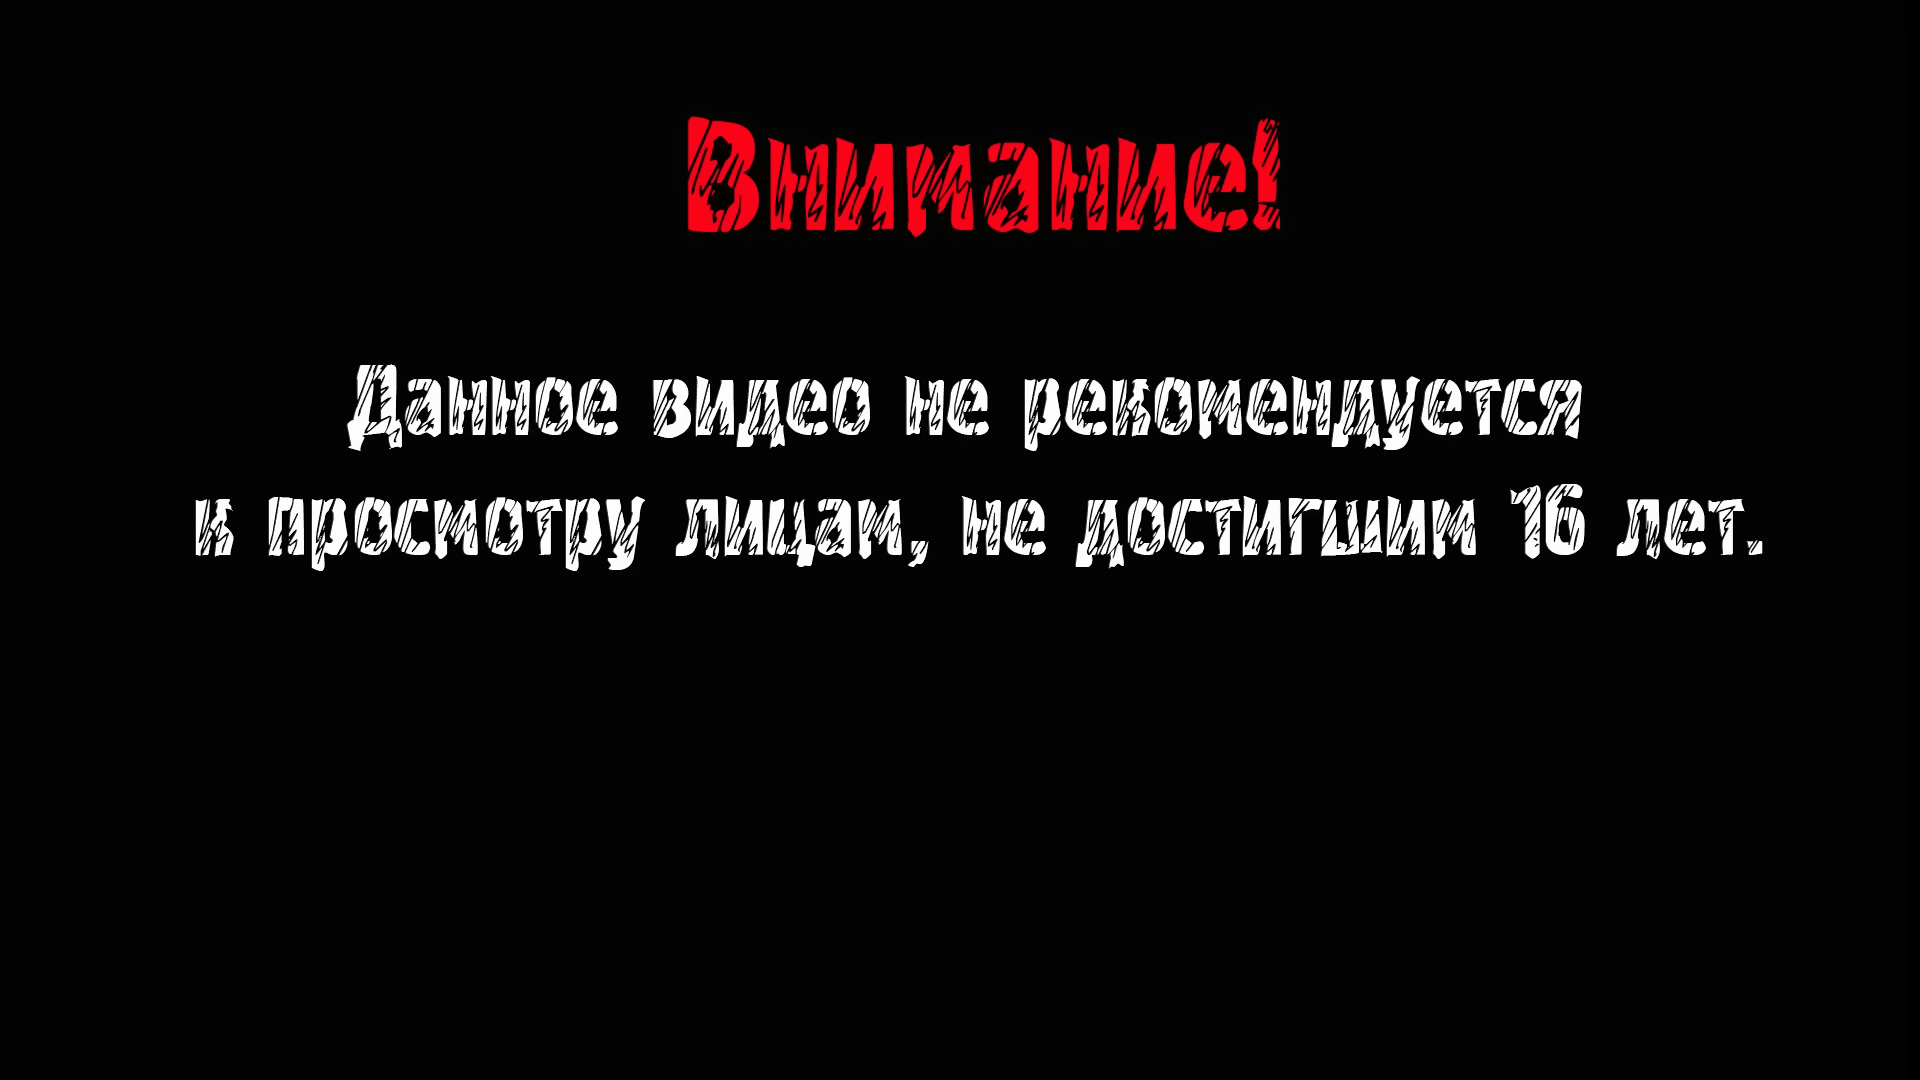 Внимание!
Данное видео не рекомендуется
к просмотру лицам, не достигшим 16 лет.